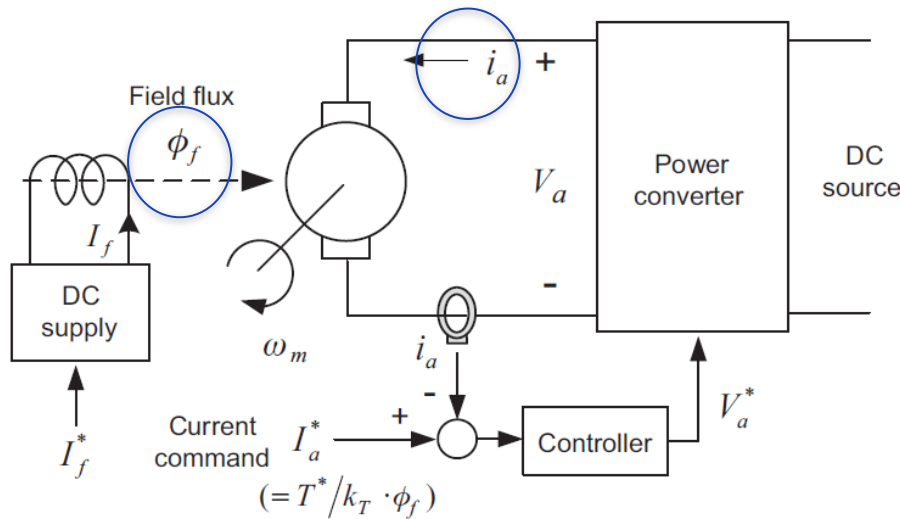 i_a
+
Field flux
ϕ_f
Power
converter
DC
source
V_a
I_f
DC
supply
-
ω_m
i_a
-
+
V_a^*
Current
command
I_a^*
Controller
I_f^*
(= T^*/k_T · ϕ_f)